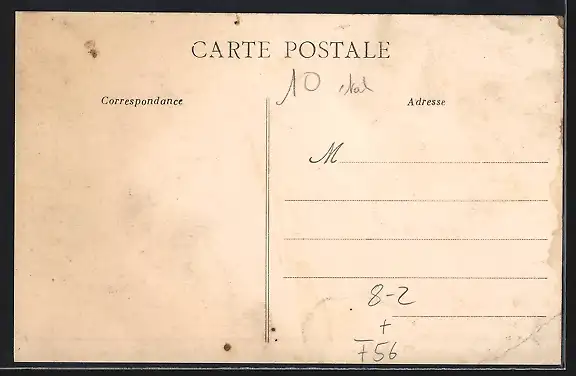 CARTE POSTALE
10
Correspondance
Adresse
M
8-2
+
F56